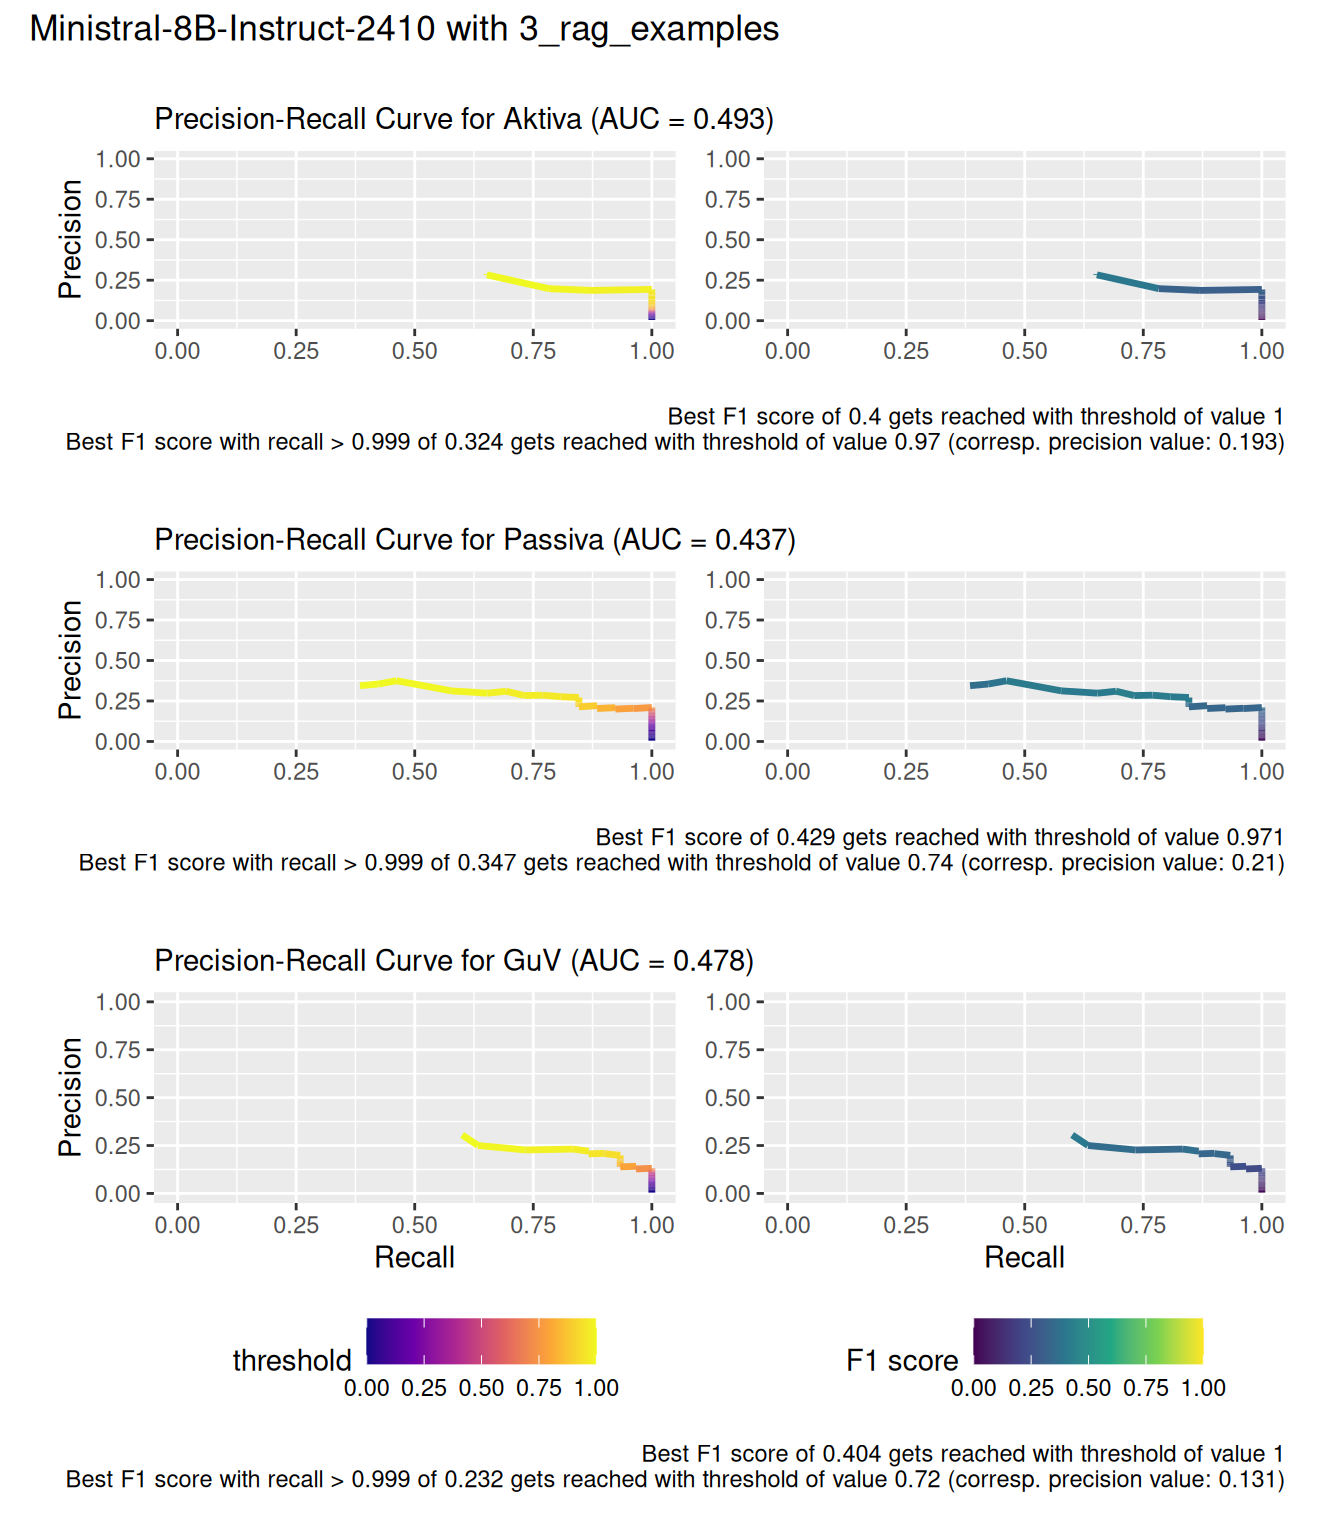 Ministral-8B-Instruct-2410 with 3_rag_examples
Precision-Recall Curve for Aktiva (AUC = 0.493)
Precision
1.00
0.75
0.50
0.25
0.00
0.00 0.25 0.50 0.75 1.00
1.00
0.75
0.50
0.25
0.00
0.00 0.25 0.50 0.75 1.00
Best F1 score of 0.4 gets reached with threshold of value 1
Best F1 score with recall > 0.999 of 0.324 gets reached with threshold of value 0.97 (corresp. precision value: 0.193)
Precision-Recall Curve for Passiva (AUC = 0.437)
Precision
1.00
0.75
0.50
0.25
0.00
0.00 0.25 0.50 0.75 1.00
1.00
0.75
0.50
0.25
0.00
0.00 0.25 0.50 0.75 1.00
Best F1 score of 0.429 gets reached with threshold of value 0.971
Best F1 score with recall > 0.999 of 0.347 gets reached with threshold of value 0.74 (corresp. precision value: 0.21)
Precision-Recall Curve for GuV (AUC = 0.478)
Precision
1.00
0.75
0.50
0.25
0.00
0.00 0.25 0.50 0.75 1.00
Recall
1.00
0.75
0.50
0.25
0.00
0.00 0.25 0.50 0.75 1.00
Recall
threshold
0.00 0.25 0.50 0.75 1.00
F1 score
0.00 0.25 0.50 0.75 1.00
Best F1 score of 0.404 gets reached with threshold of value 1
Best F1 score with recall > 0.999 of 0.232 gets reached with threshold of value 0.72 (corresp. precision value: 0.131)